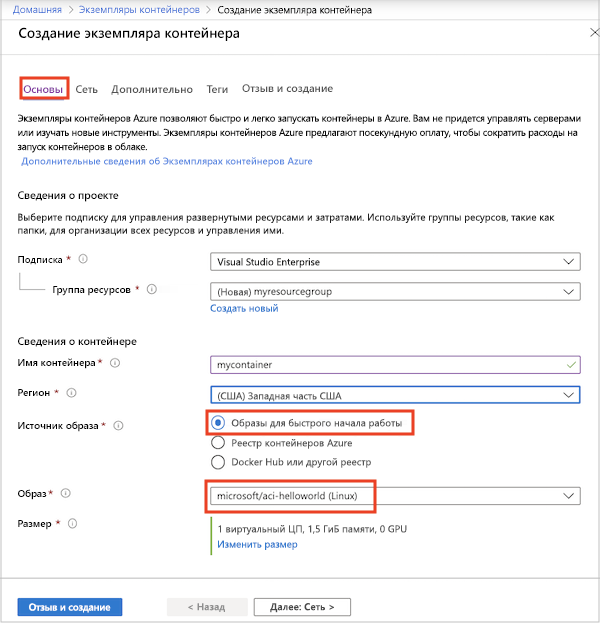 Домашняя > Экземпляры контейнеров > Создание экземпляра контейнера
Создание экземпляра контейнера
Основы Сеть Дополнительно Теги Отзыв и создание
Экземпляры контейнеров Azure позволяют быстро и легко запускать контейнеры в Azure. Вам не придется управлять серверами
или изучать новые инструменты. Экземпляры контейнеров Azure предлагают посекундную оплату, чтобы сократить расходы на
запуск контейнеров в облаке.
Дополнительные сведения об Экземплярах контейнеров Azure
Сведения о проекте
Выберите подписку для управления развернутыми ресурсами и затратами. Используйте группы ресурсов, такие как
папки, для организации всех ресурсов и управления ими.
Подписка * Visual Studio Enterprise
Группа ресурсов * (Новая) myresourcegroup
Создать новый
Сведения о контейнере
Имя контейнера * mycontainer
Регион * (США) Западная часть США
Источник образа * Образы для быстрого начала работы
Реестр контейнеров Azure
Docker Hub или другой реестр
Образ * microsoft/aci-helloworld (Linux)
Размер * 1 виртуальный ЦП, 1,5 ГиБ памяти, 0 GPU
Изменить размер
Отзыв и создание < Назад Далее: Сеть >